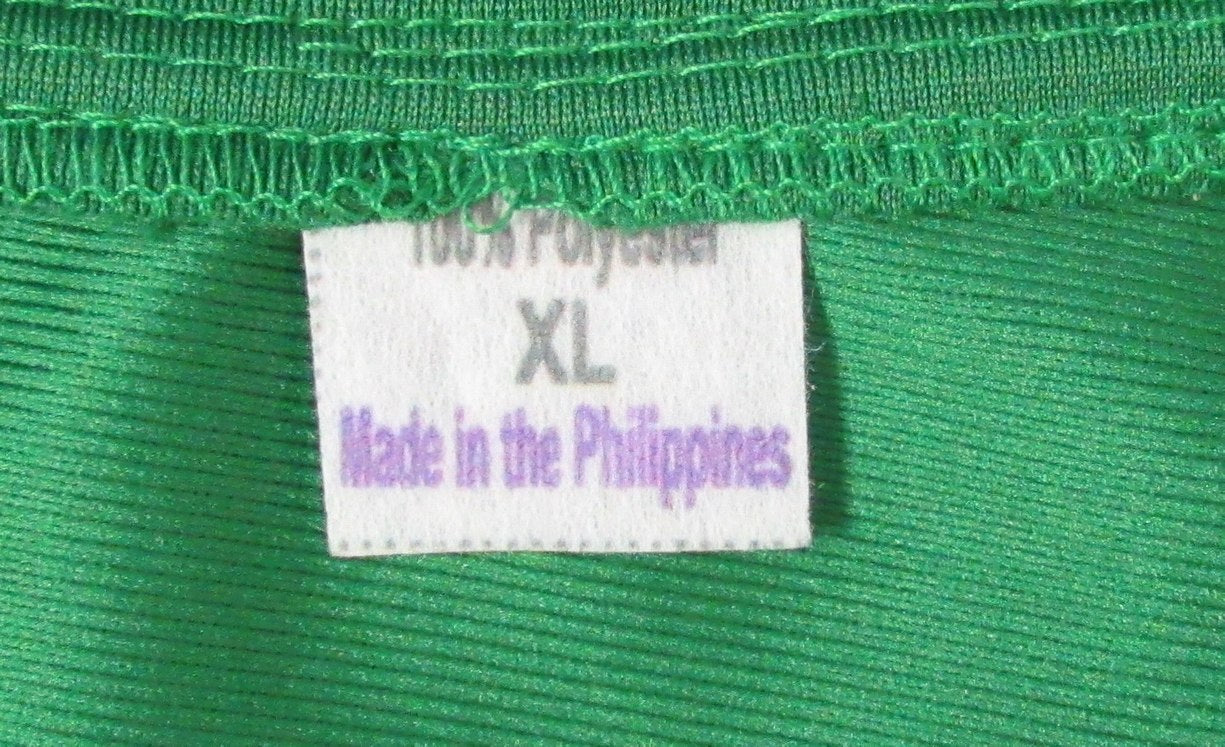 100% Polyester
XL
Made in the Philippines